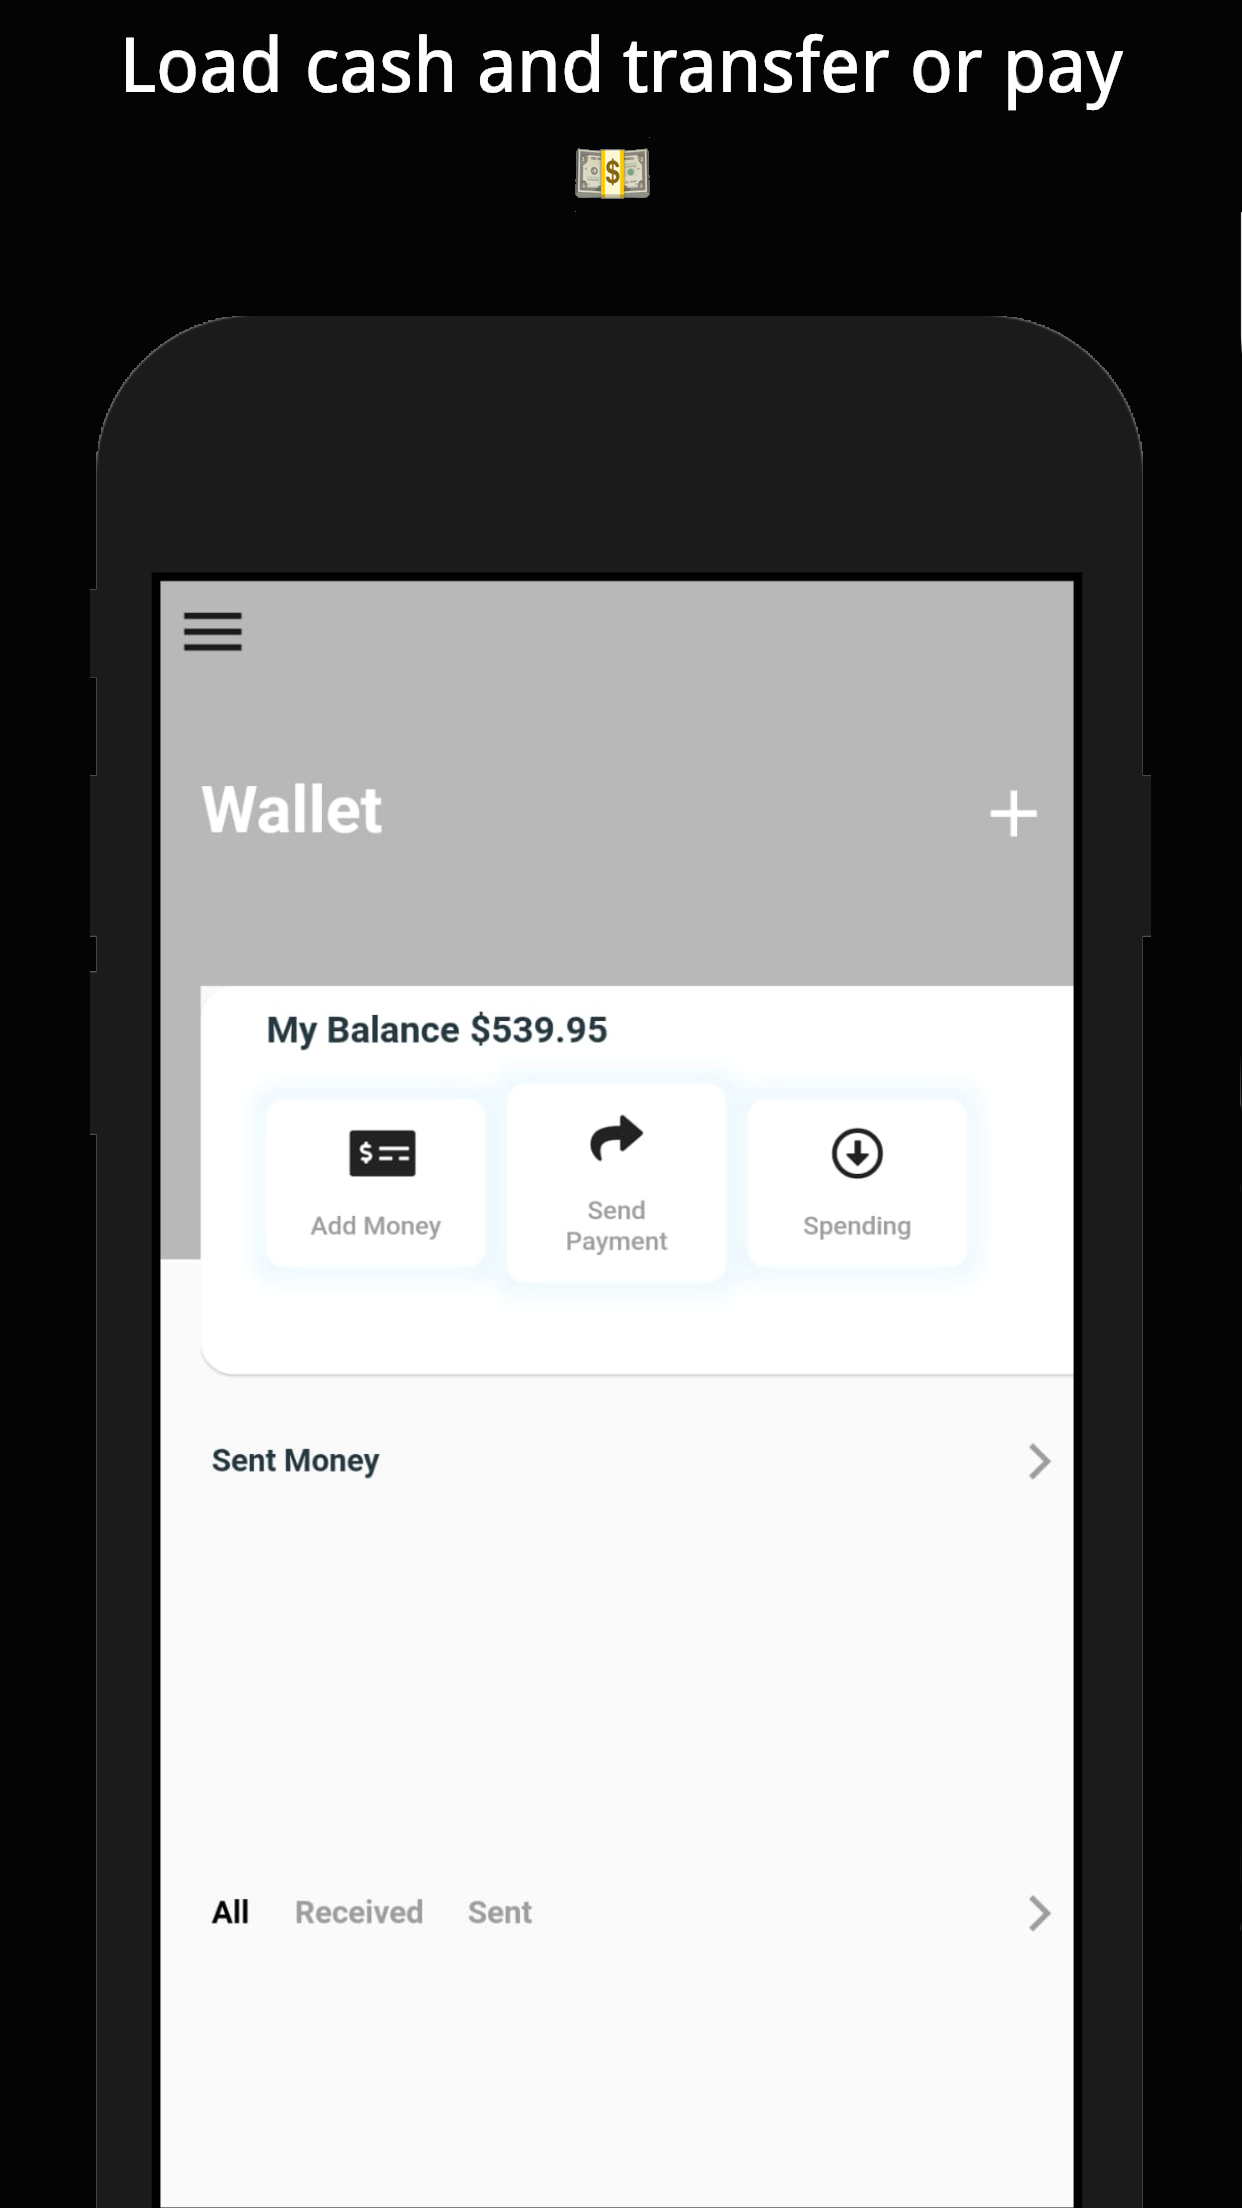 Load cash and transfer or pay
Wallet
My Balance $539.95
Add Money
Send
Payment
Spending
Sent Money
All Received Sent